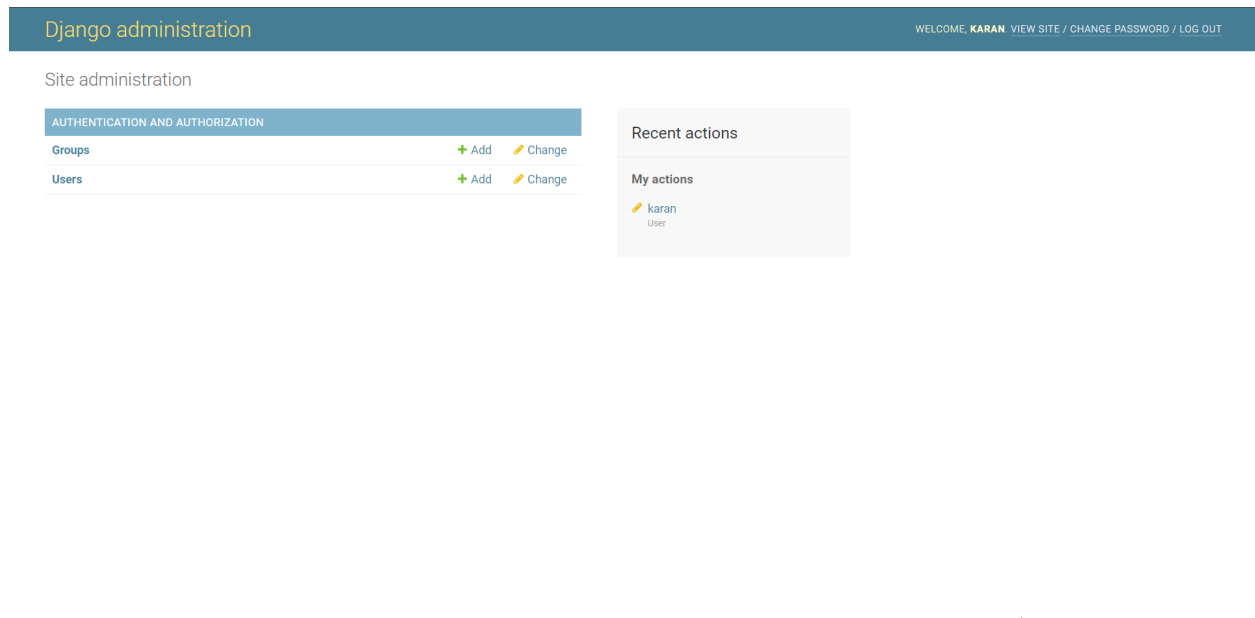 Django administration
WELCOME, KARAN. VIEW SITE / CHANGE PASSWORD / LOG OUT
Site administration
AUTHENTICATION AND AUTHORIZATION
Groups Add Change
Users Add Change
Recent actions
My actions
karan
User